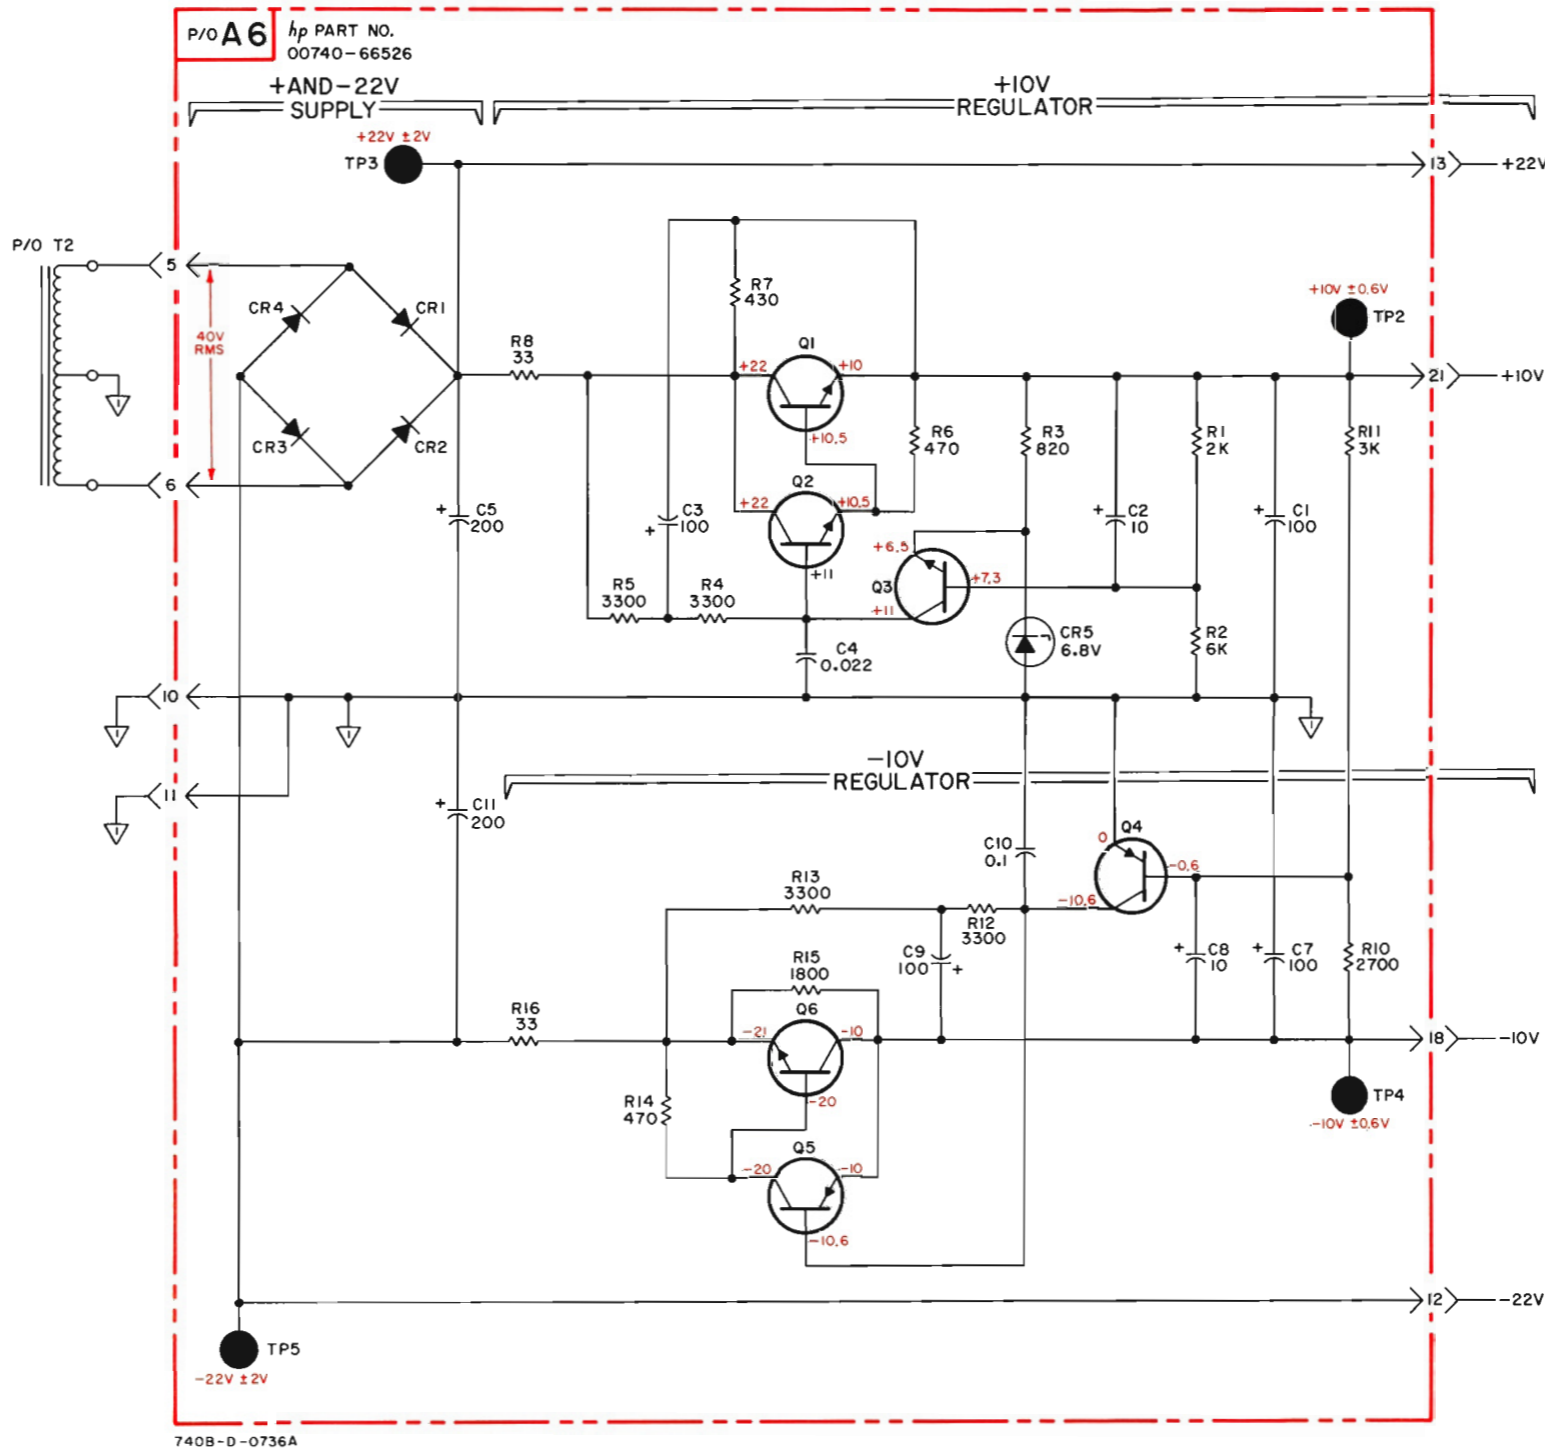 P/O A6
hp PART NO.
00740-66526
+AND-22V
SUPPLY
+10V
REGULATOR
+22V ±2V
TP3
13
+22V
P/O T2
5
40V
RMS
CR4
CR1
CR3
CR2
6
R8
33
R7
430
Q1
+22
+10
+10.5
R6
470
R3
820
R1
2K
+10V ±0.6V
TP2
21
+10V
R11
3K
+
C5
200
+
C3
100
Q2
+22
+10.5
+11
+6.5
Q3
+7.3
+11
+
C2
10
+
C1
100
R5
3300
R4
3300
C4
0.022
CR5
6.8V
R2
6K
10
11
-10V
REGULATOR
+
C11
200
C10
0.1
Q4
0
-0.6
-10.6
R13
3300
R12
3300
C9
100
+
+
C8
10
+
C7
100
R10
2700
R15
1800
R16
33
Q6
-21
-10
-20
18
-10V
R14
470
Q5
-20
-10
-10.6
TP4
-10V ±0.6V
12
-22V
TP5
-22V ±2V
740B-D-0736A